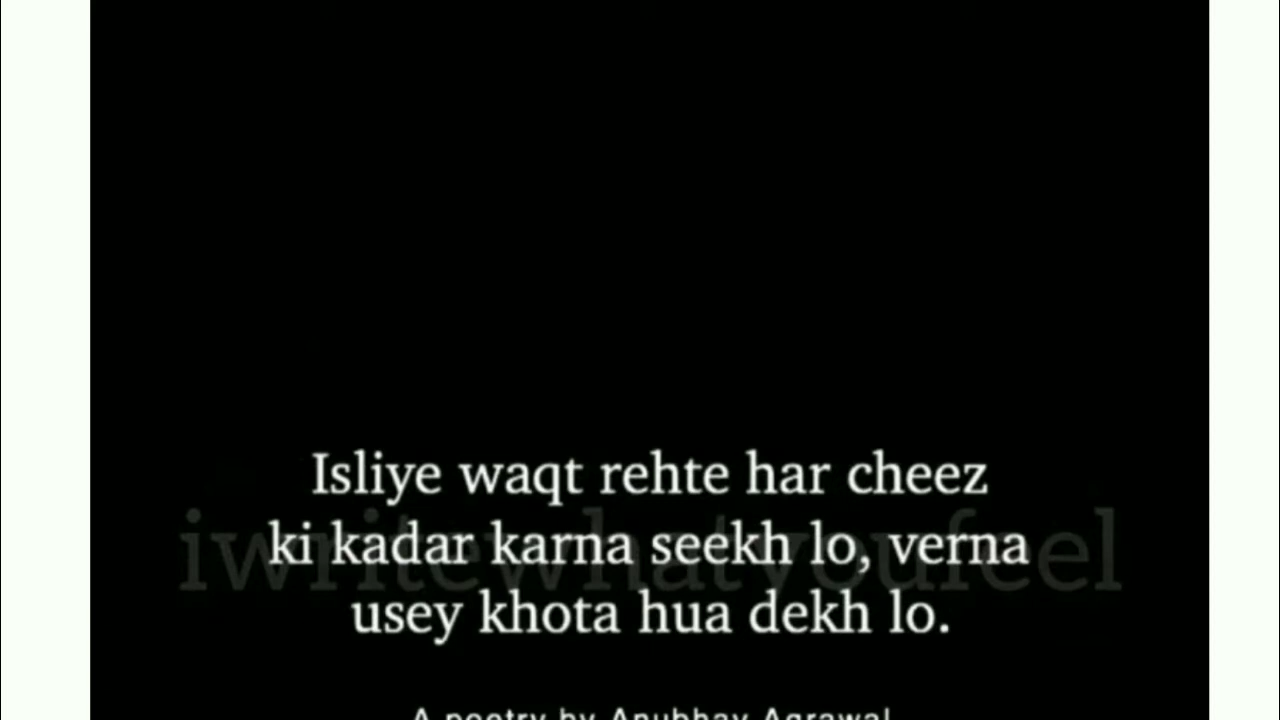 Isliye waqt rehte har cheez
iwritewhatyoufeel
ki kadar karna seekh lo, verna
usey khota hua dekh lo.
A poetry by Anubhav Agrawal